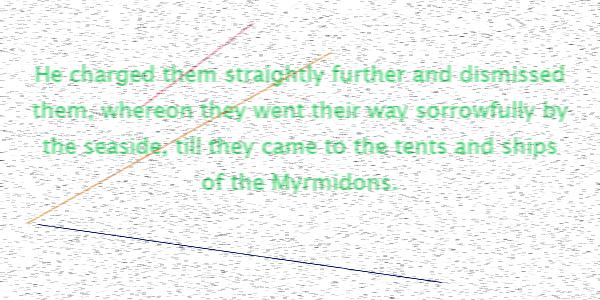 He charged them straightly further and dismissed
them, whereon they went their way sorrowfully by
the seaside, till they came to the tents and ships
of the Myrmidons.